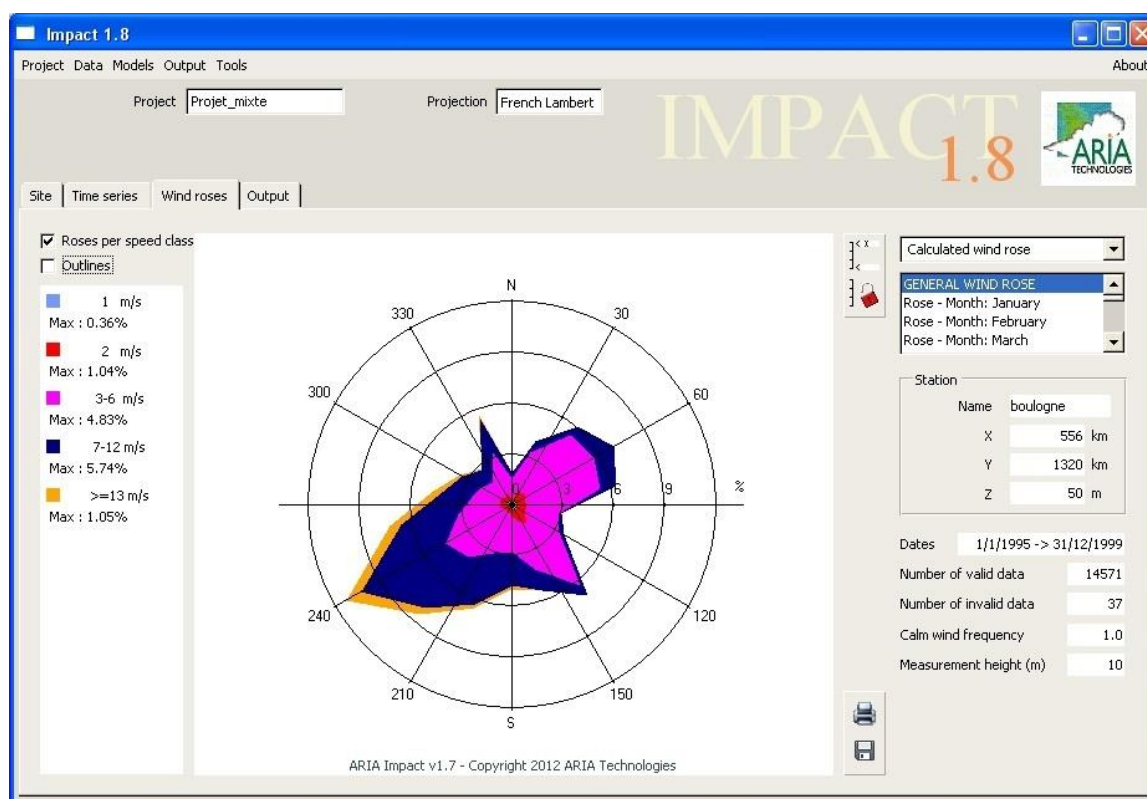 Impact 1.8
Project Data Models Output Tools About
Project Projet_mixte Projection French Lambert
IMPACT
1.8
ARIA
TECHNOLOGIES
Site Time series Wind roses Output
Roses per speed class
Outlines
1 m/s
Max : 0.36%
2 m/s
Max : 1.04%
3-6 m/s
Max : 4.83%
7-12 m/s
Max : 5.74%
>=13 m/s
Max : 1.05%
N
330 30
300 60
0 3 6 9 %
240 120
210 150
S
ARIA Impact v1.7 - Copyright 2012 ARIA Technologies
Calculated wind rose
GENERAL WIND ROSE
Rose - Month: January
Rose - Month: February
Rose - Month: March
Station
Name boulogne
X 556 km
Y 1320 km
Z 50 m
Dates 1/1/1995 -> 31/12/1999
Number of valid data 14571
Number of invalid data 37
Calm wind frequency 1.0
Measurement height (m) 10